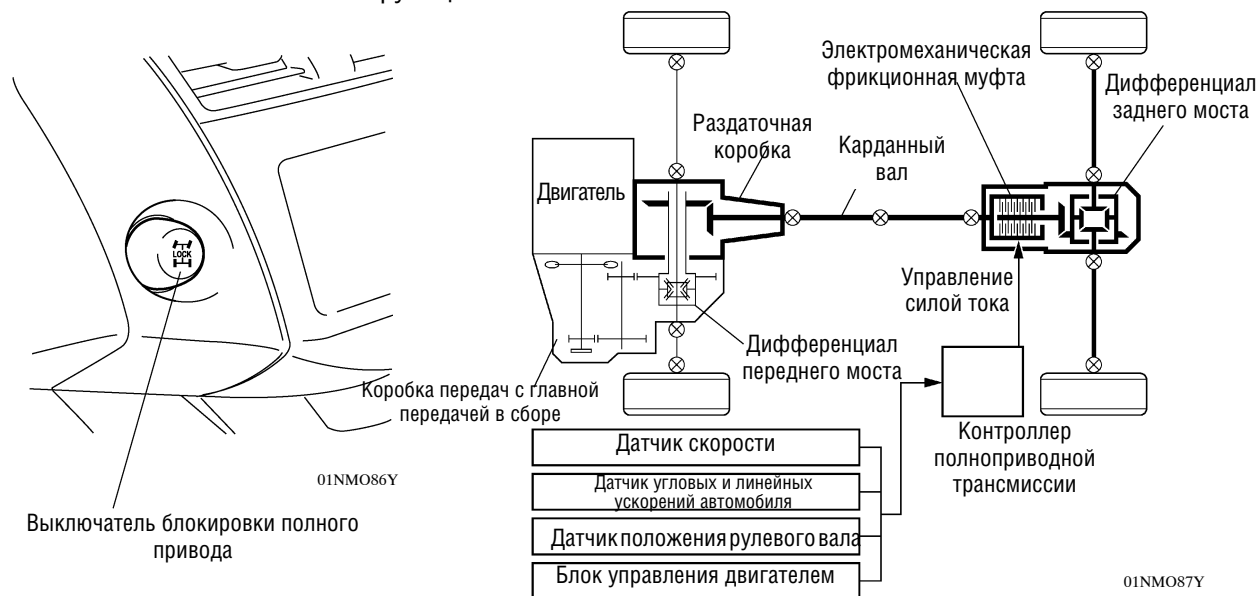 LOCK
01NMO86Y
Выключатель блокировки полного
привода
Электромеханическая
фрикционная муфта
Дифференциал
заднего моста
Раздаточная
коробка
Карданный
вал
Двигатель
Управление
силой тока
Дифференциал
переднего моста
Коробка передач с главной
передачей в сборе
Контроллер
полноприводной
трансмиссии
Датчик скорости
Датчик угловых и линейных
ускорений автомобиля
Датчик положения рулевого вала
Блок управления двигателем
01NMO87Y